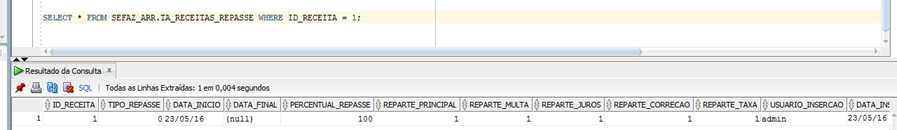 SELECT * FROM SEFAZ_ARR.TA_RECEITAS_REPASSE WHERE ID_RECEITA = 1;
Resultado da Consulta x
SQL | Todas as Linhas Extraídas: 1 em 0,004 segundos
ID_RECEITA TIPO_REPASSE DATA_INICIO DATA_FINAL PERCENTUAL_REPASSE REPARTE_PRINCIPAL REPARTE_MULTA REPARTE_JUROS REPARTE_CORRECAO REPARTE_TAXA USUARIO_INSERCAO DATA_INS
1 1 0 23/05/16 (null) 100 1 1 1 1 1 admin 23/05/16